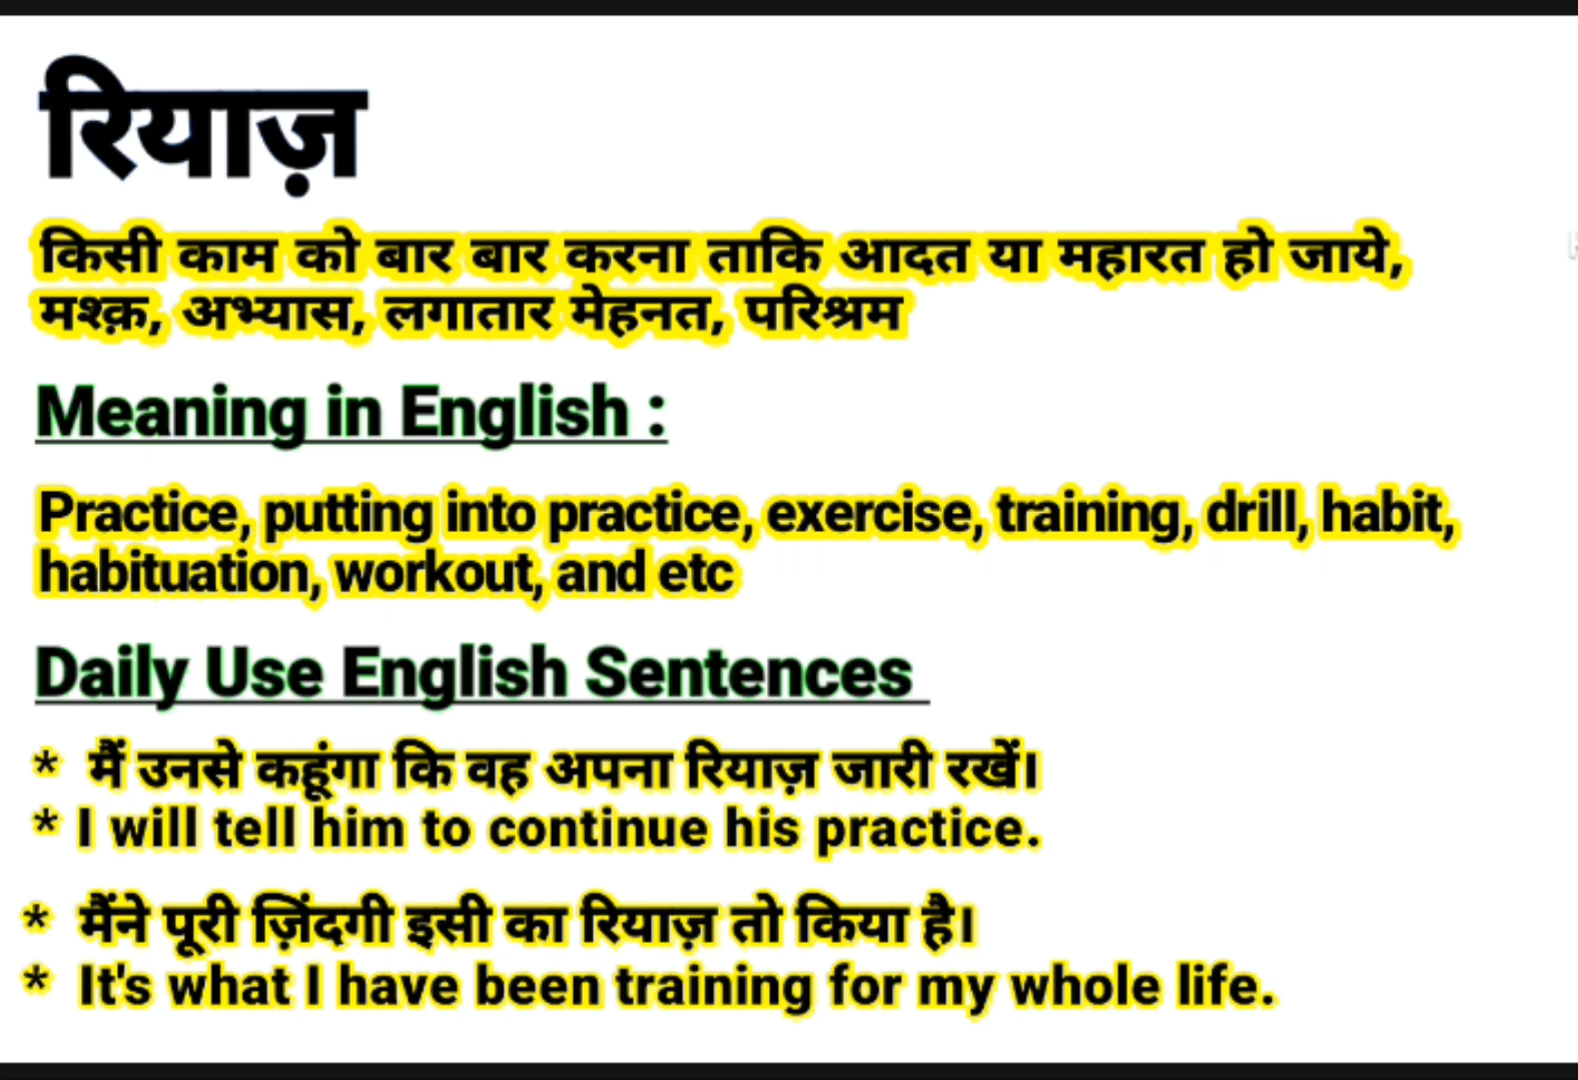 रियाज़
किसी काम को बार बार करना ताकि आदत या महारत हो जाये,
मश्क़, अभ्यास, लगातार मेहनत, परिश्रम
Meaning in English :
Practice, putting into practice, exercise, training, drill, habit,
habituation, workout, and etc
Daily Use English Sentences
* मैं उनसे कहूंगा कि वह अपना रियाज़ जारी रखें।
* I will tell him to continue his practice.
* मैंने पूरी ज़िंदगी इसी का रियाज़ तो किया है।
* It's what I have been training for my whole life.